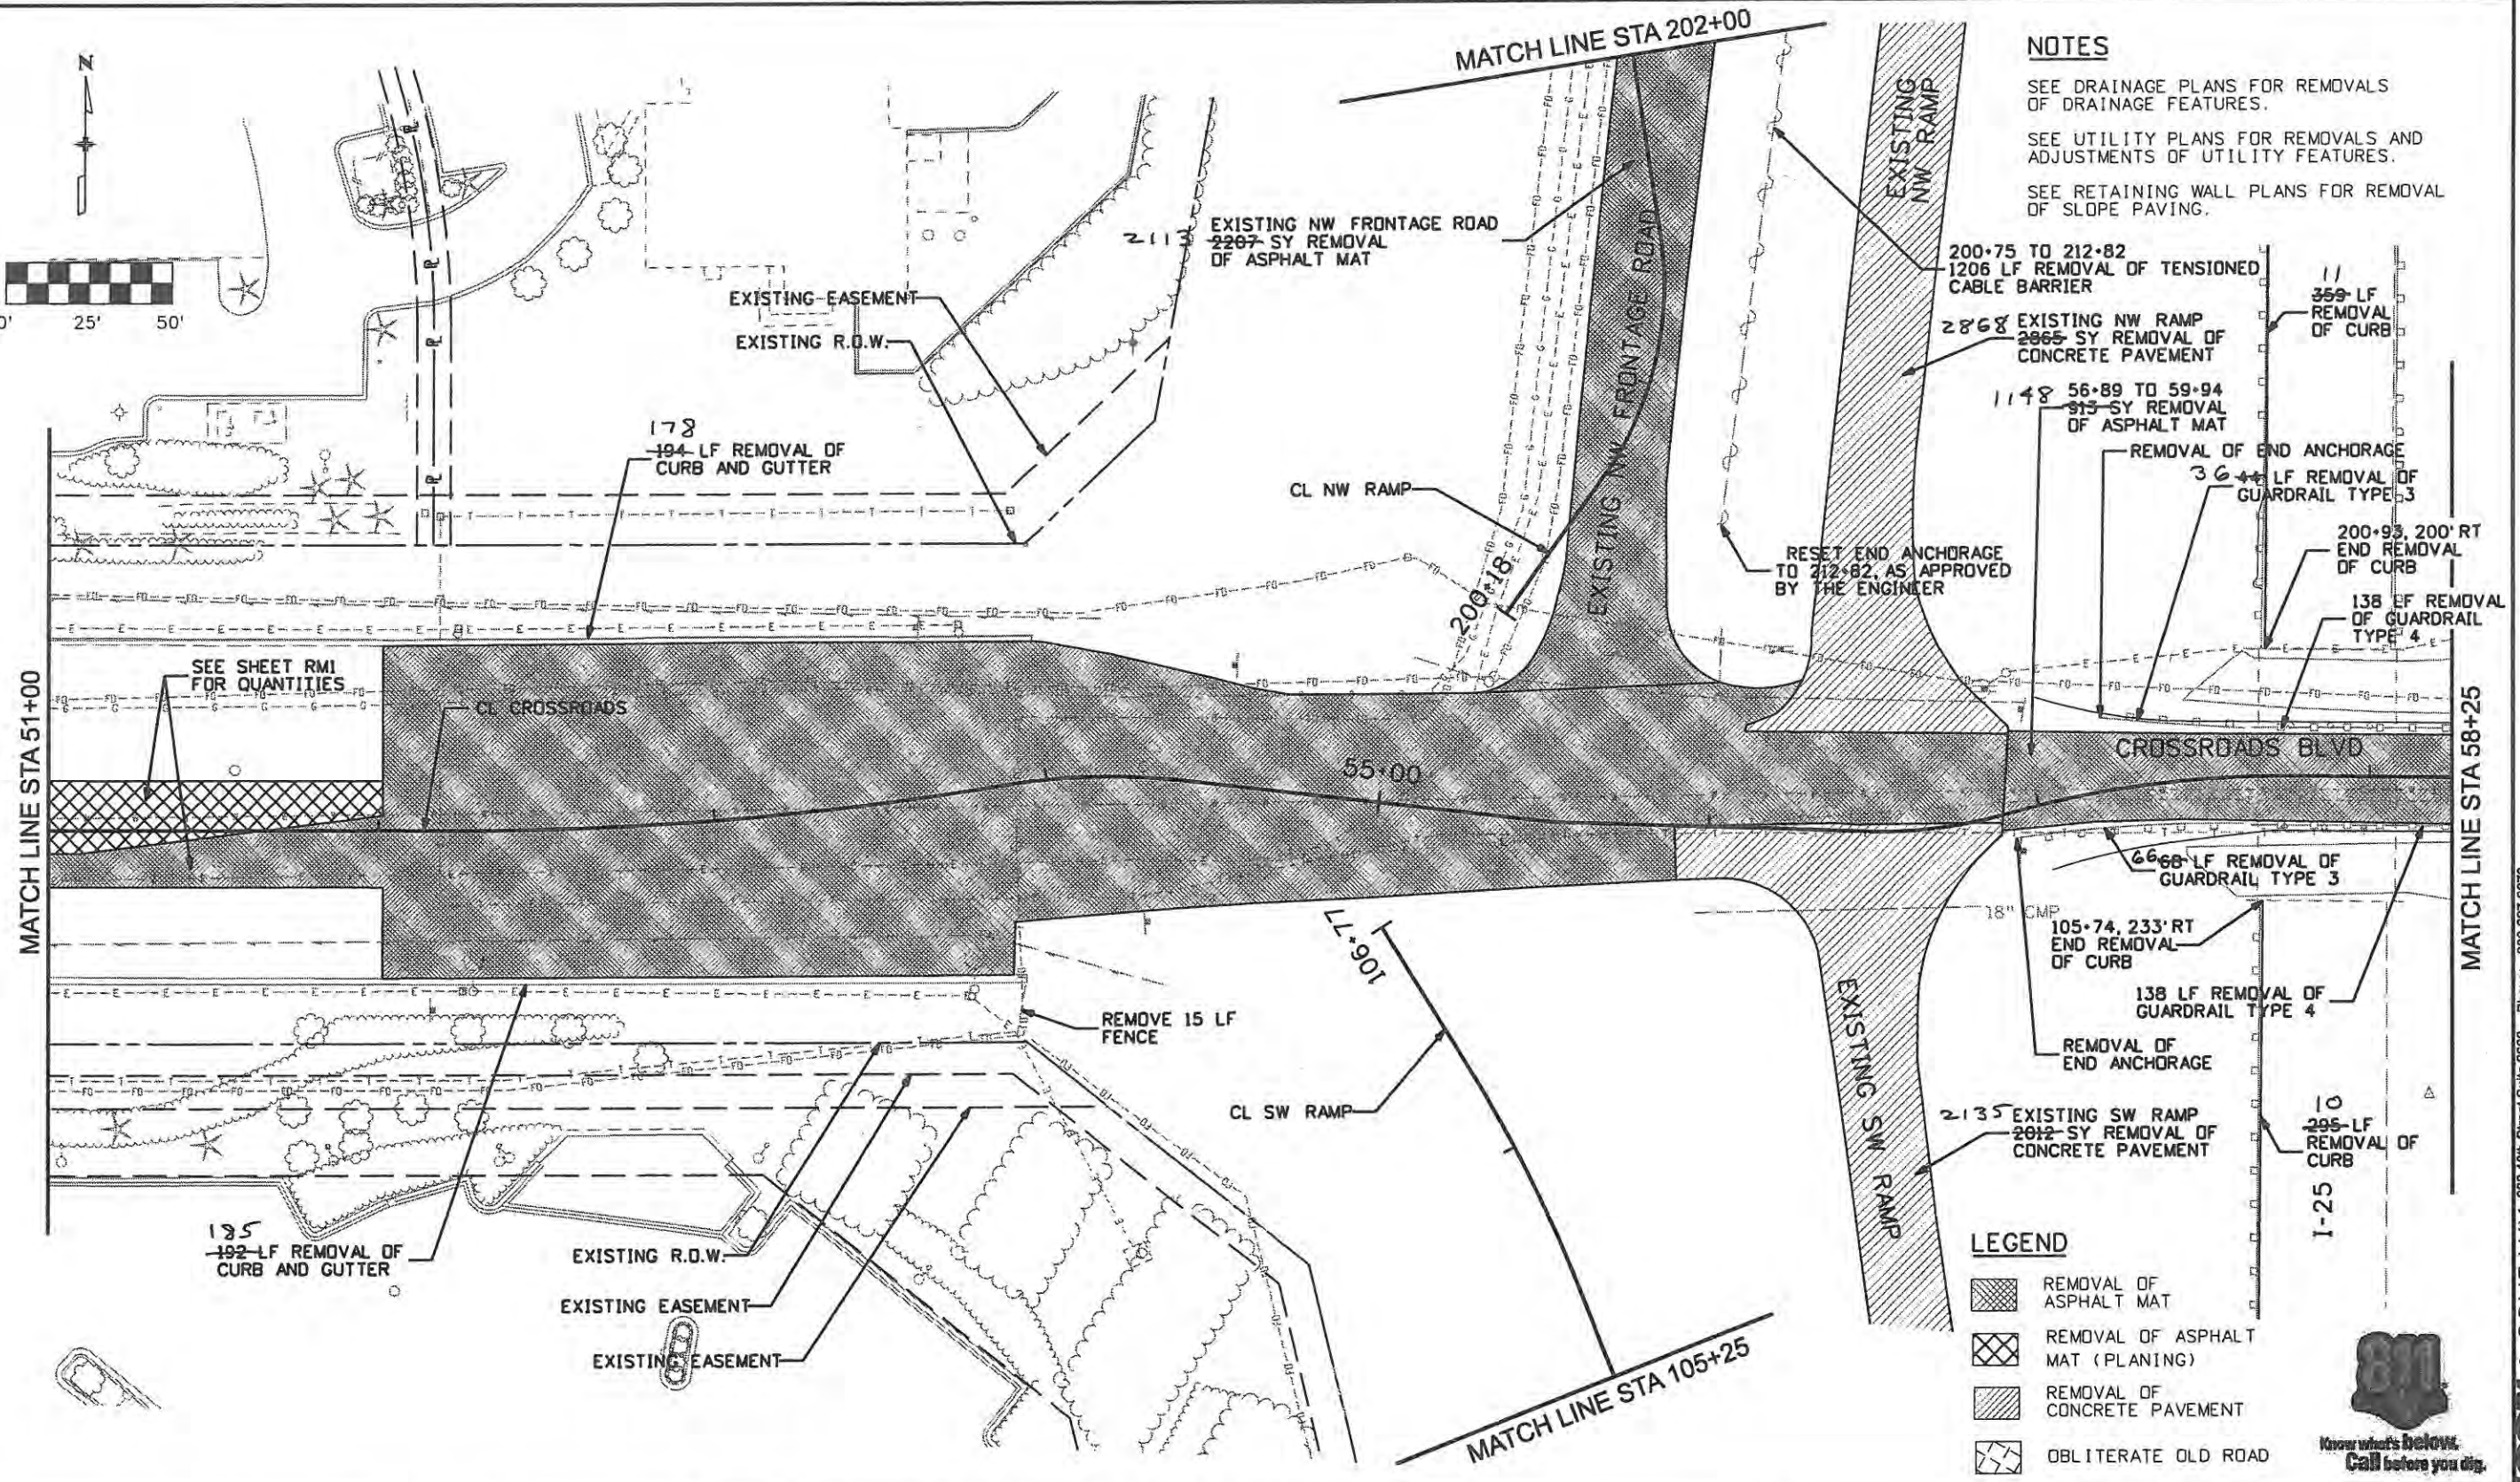 N
0'
25'
50'
MATCH LINE STA 202+00
NOTES
SEE DRAINAGE PLANS FOR REMOVALS
OF DRAINAGE FEATURES.
SEE UTILITY PLANS FOR REMOVALS AND
ADJUSTMENTS OF UTILITY FEATURES.
SEE RETAINING WALL PLANS FOR REMOVAL
OF SLOPE PAVING.
EXISTING
NW RAMP
EXISTING NW FRONTAGE ROAD
2113 2207 SY REMOVAL
OF ASPHALT MAT
EXISTING NW FRONTAGE ROAD
200+75 TO 212+82
1206 LF REMOVAL OF TENSIONED
CABLE BARRIER
11
359 LF
REMOVAL
OF CURB
2868 EXISTING NW RAMP
2865 SY REMOVAL OF
CONCRETE PAVEMENT
1148 56+89 TO 59+94
913 SY REMOVAL
OF ASPHALT MAT
REMOVAL OF END ANCHORAGE
36 44 LF REMOVAL OF
GUARDRAIL TYPE 3
200+93, 200' RT
END REMOVAL
OF CURB
138 LF REMOVAL
OF GUARDRAIL
TYPE 4
EXISTING EASEMENT
EXISTING R.O.W.
178
194 LF REMOVAL OF
CURB AND GUTTER
CL NW RAMP
200+18
RESET END ANCHORAGE
TO 212+82, AS APPROVED
BY THE ENGINEER
SEE SHEET RM1
FOR QUANTITIES
CL CROSSROADS
MATCH LINE STA 51+00
55+00
CROSSROADS BLVD
MATCH LINE STA 58+25
66 68 LF REMOVAL OF
GUARDRAIL TYPE 3
18" CMP
105+74, 233' RT
END REMOVAL
OF CURB
138 LF REMOVAL OF
GUARDRAIL TYPE 4
REMOVAL OF
END ANCHORAGE
106+77
REMOVE 15 LF
FENCE
CL SW RAMP
EXISTING SW RAMP
2135 EXISTING SW RAMP
2012 SY REMOVAL OF
CONCRETE PAVEMENT
10
295 LF
REMOVAL OF
CURB
I-25
185
192 LF REMOVAL OF
CURB AND GUTTER
EXISTING R.O.W.
EXISTING EASEMENT
EXISTING EASEMENT
MATCH LINE STA 105+25
LEGEND
REMOVAL OF
ASPHALT MAT
REMOVAL OF ASPHALT
MAT (PLANING)
REMOVAL OF
CONCRETE PAVEMENT
OBLITERATE OLD ROAD
811
Know what's below.
Call before you dig.